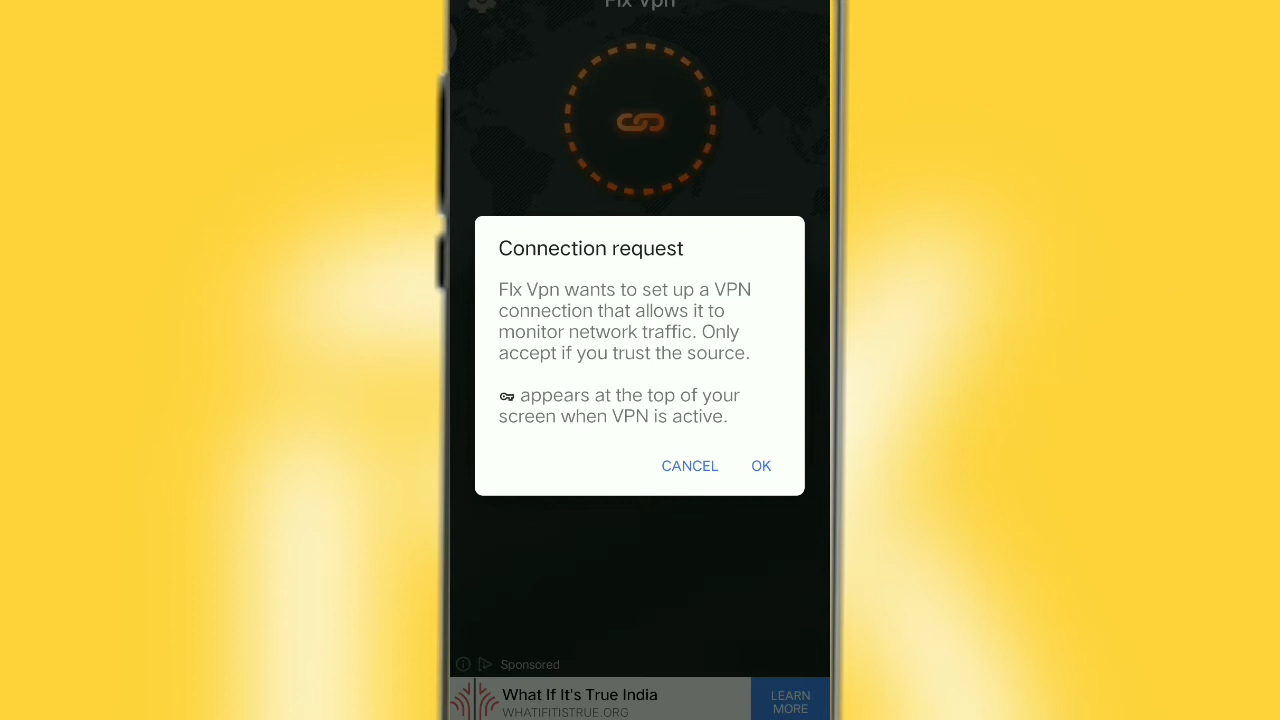 Flx Vpn
Connection request
Flx Vpn wants to set up a VPN
connection that allows it to
monitor network traffic. Only
accept if you trust the source.
appears at the top of your
screen when VPN is active.
CANCEL OK
Sponsored
What If It's True India
WHATIFITISTRUE.ORG
LEARN
MORE